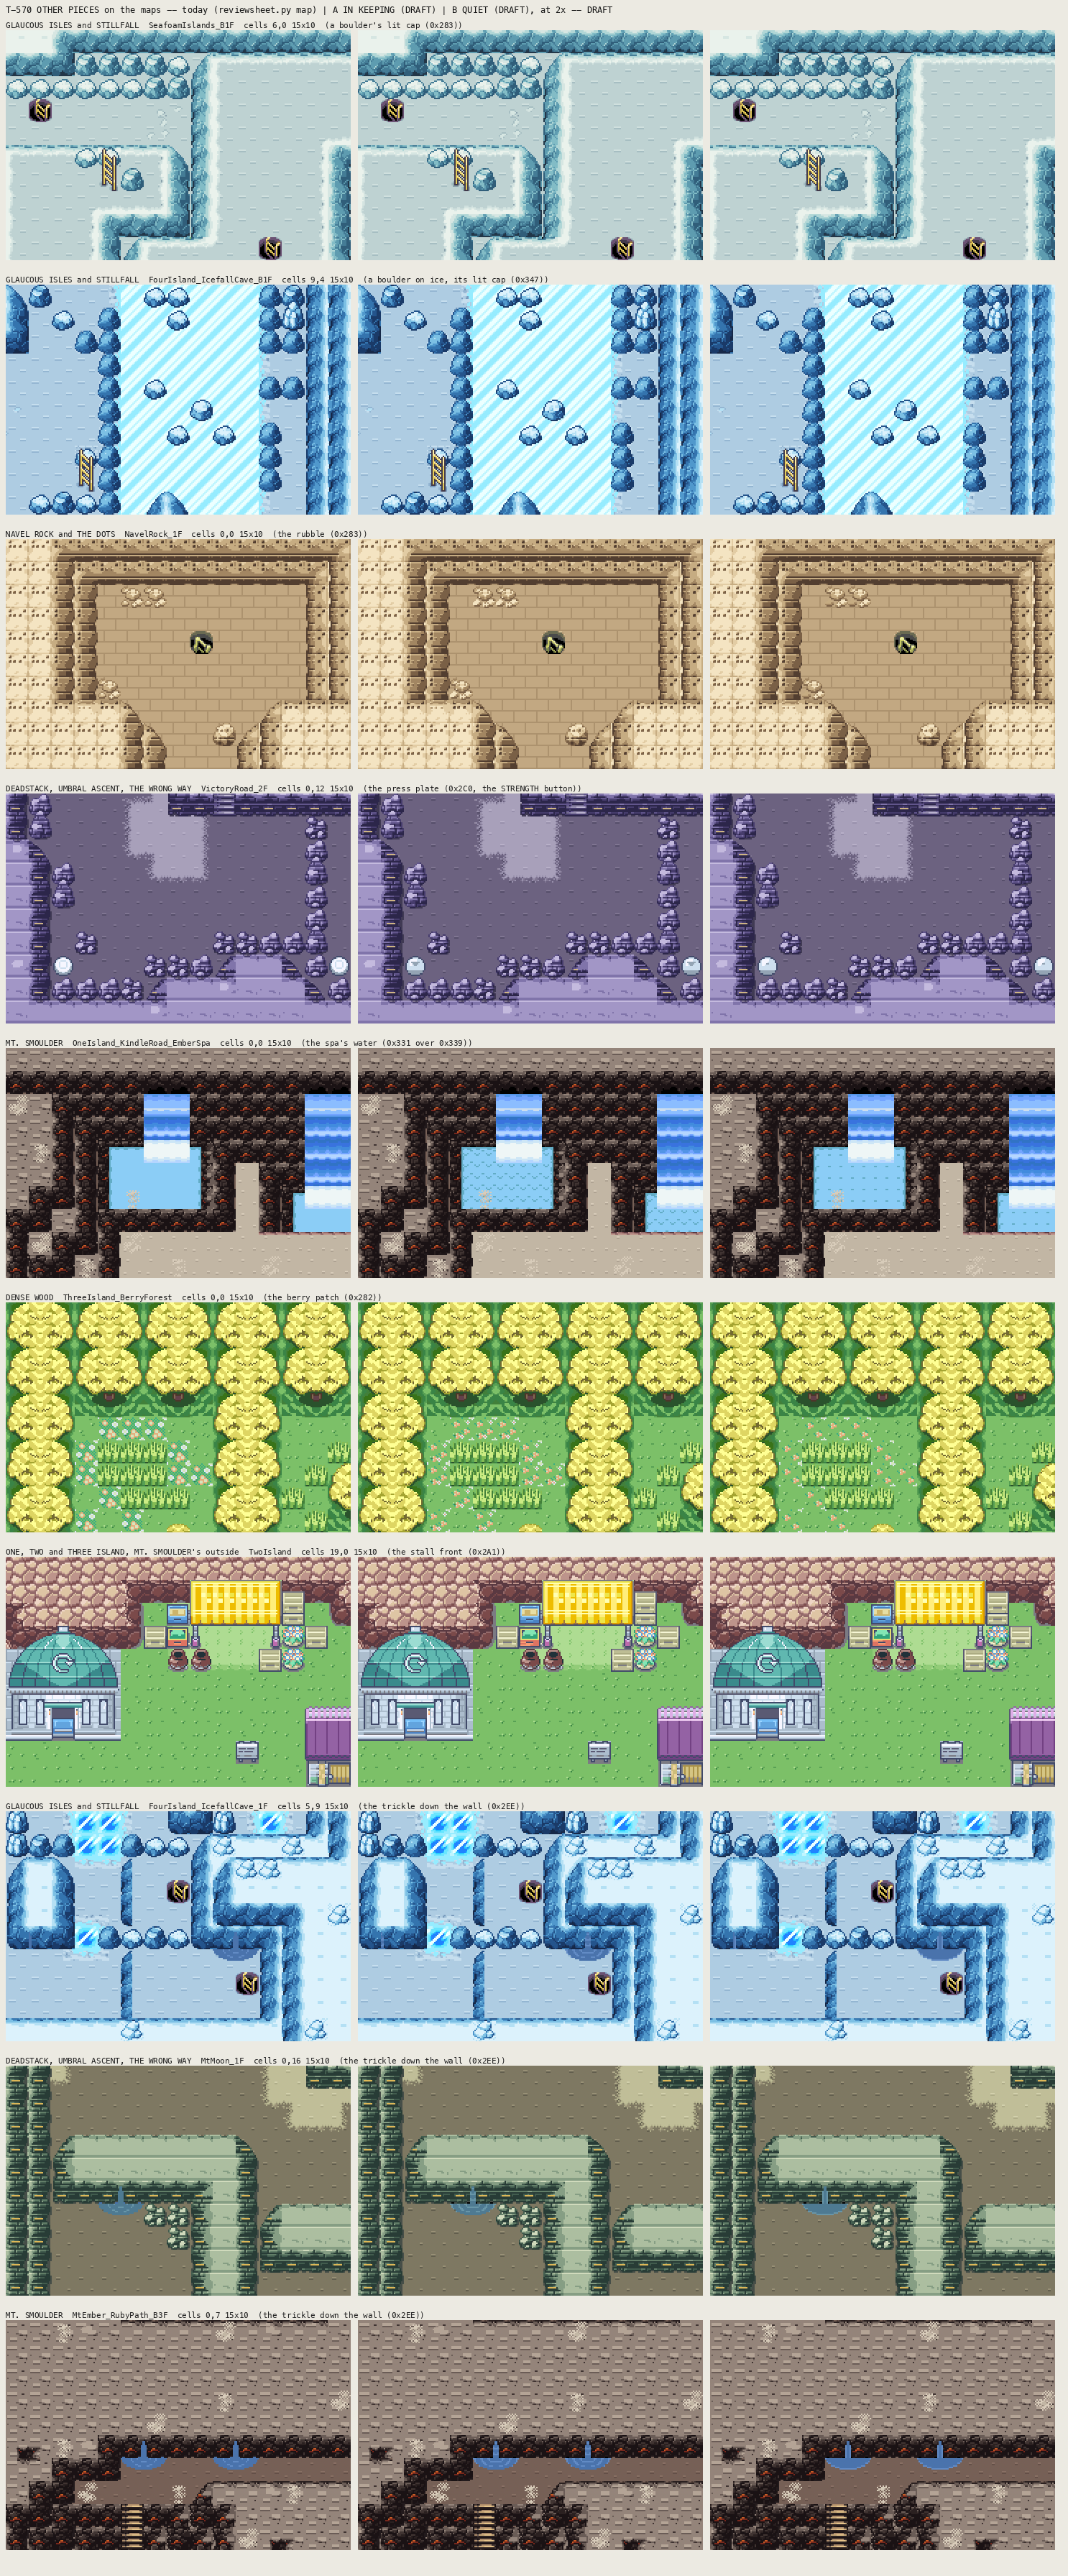 T-570 OTHER PIECES on the maps -- today (reviewsheet.py map) | A IN KEEPING (DRAFT) | B QUIET (DRAFT), at 2x -- DRAFT
GLAUCOUS ISLES and STILLFALL  SeafoamIslands_B1F  cells 6,0 15x10  (a boulder's lit cap (0x283))
GLAUCOUS ISLES and STILLFALL  FourIsland_IcefallCave_B1F  cells 9,4 15x10  (a boulder on ice, its lit cap (0x347))
NAVEL ROCK and THE DOTS  NavelRock_1F  cells 0,0 15x10  (the rubble (0x283))
DEADSTACK, UMBRAL ASCENT, THE WRONG WAY  VictoryRoad_2F  cells 0,12 15x10  (the press plate (0x2C0, the STRENGTH button))
MT. SMOULDER  OneIsland_KindleRoad_EmberSpa  cells 0,0 15x10  (the spa's water (0x331 over 0x339))
DENSE WOOD  ThreeIsland_BerryForest  cells 0,0 15x10  (the berry patch (0x282))
ONE, TWO and THREE ISLAND, MT. SMOULDER's outside  TwoIsland  cells 19,0 15x10  (the stall front (0x2A1))
GLAUCOUS ISLES and STILLFALL  FourIsland_IcefallCave_1F  cells 5,9 15x10  (the trickle down the wall (0x2EE))
DEADSTACK, UMBRAL ASCENT, THE WRONG WAY  MtMoon_1F  cells 0,16 15x10  (the trickle down the wall (0x2EE))
MT. SMOULDER  MtEmber_RubyPath_B3F  cells 0,7 15x10  (the trickle down the wall (0x2EE))